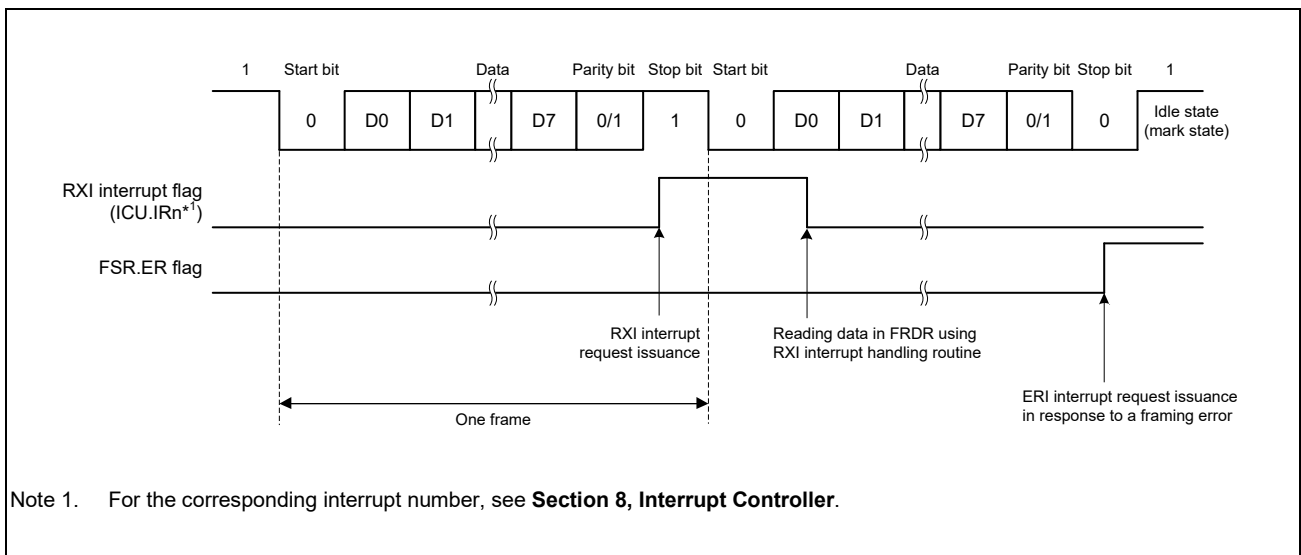 1 Start bit Data Parity bit Stop bit Start bit Data Parity bit Stop bit 1
0 D0 D1 D7 0/1 1 0 D0 D1 D7 0/1 0 Idle state
(mark state)
RXI interrupt flag
(ICU.IRn*1)
FSR.ER flag
RXI interrupt
request issuance
Reading data in FRDR using
RXI interrupt handling routine
ERI interrupt request issuance
in response to a framing error
One frame
Note 1. For the corresponding interrupt number, see Section 8, Interrupt Controller.